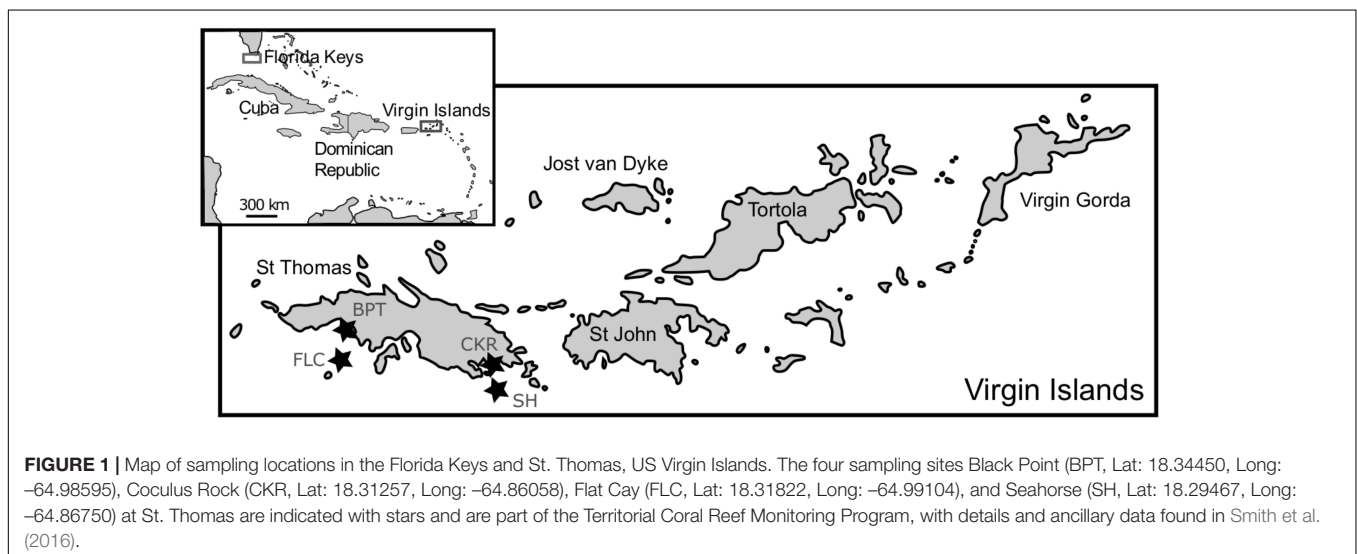 Florida Keys
Cuba
Virgin Islands
Dominican
Republic
300 km
Jost van Dyke
Tortola
Virgin Gorda
St Thomas
BPT
St John
CKR
FLC
SH
Virgin Islands
FIGURE 1 | Map of sampling locations in the Florida Keys and St. Thomas, US Virgin Islands. The four sampling sites Black Point (BPT, Lat: 18.34450, Long:
–64.98595), Coculus Rock (CKR, Lat: 18.31257, Long: –64.86058), Flat Cay (FLC, Lat: 18.31822, Long: –64.99104), and Seahorse (SH, Lat: 18.29467, Long:
–64.86750) at St. Thomas are indicated with stars and are part of the Territorial Coral Reef Monitoring Program, with details and ancillary data found in Smith et al.
(2016).